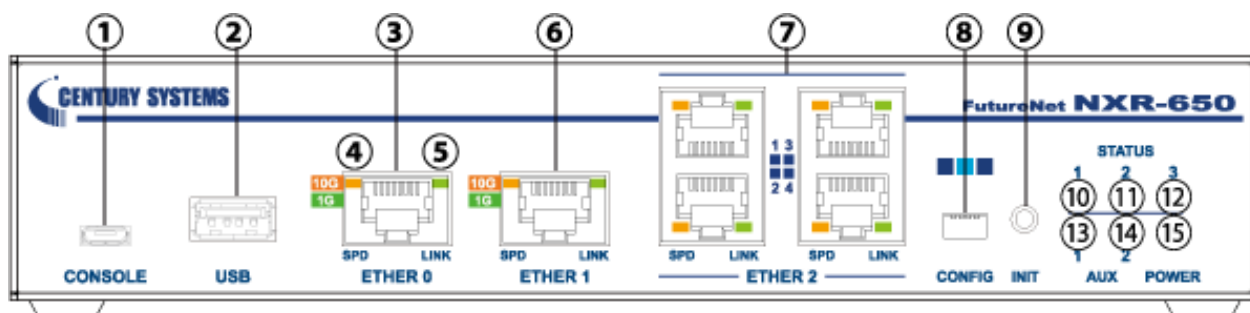 ① ② ③ ⑥ ⑦ ⑧ ⑨
CENTURY SYSTEMS
FutureNet NXR-650
④ ⑤
10G
1G
10G
1G
1 3
2 4
STATUS
1 2 3
⑩ ⑪ ⑫
⑬ ⑭ ⑮
1 2
SPD LINK SPD LINK SPD LINK SPD LINK
CONSOLE USB ETHER 0 ETHER 1 ETHER 2 CONFIG INIT AUX POWER